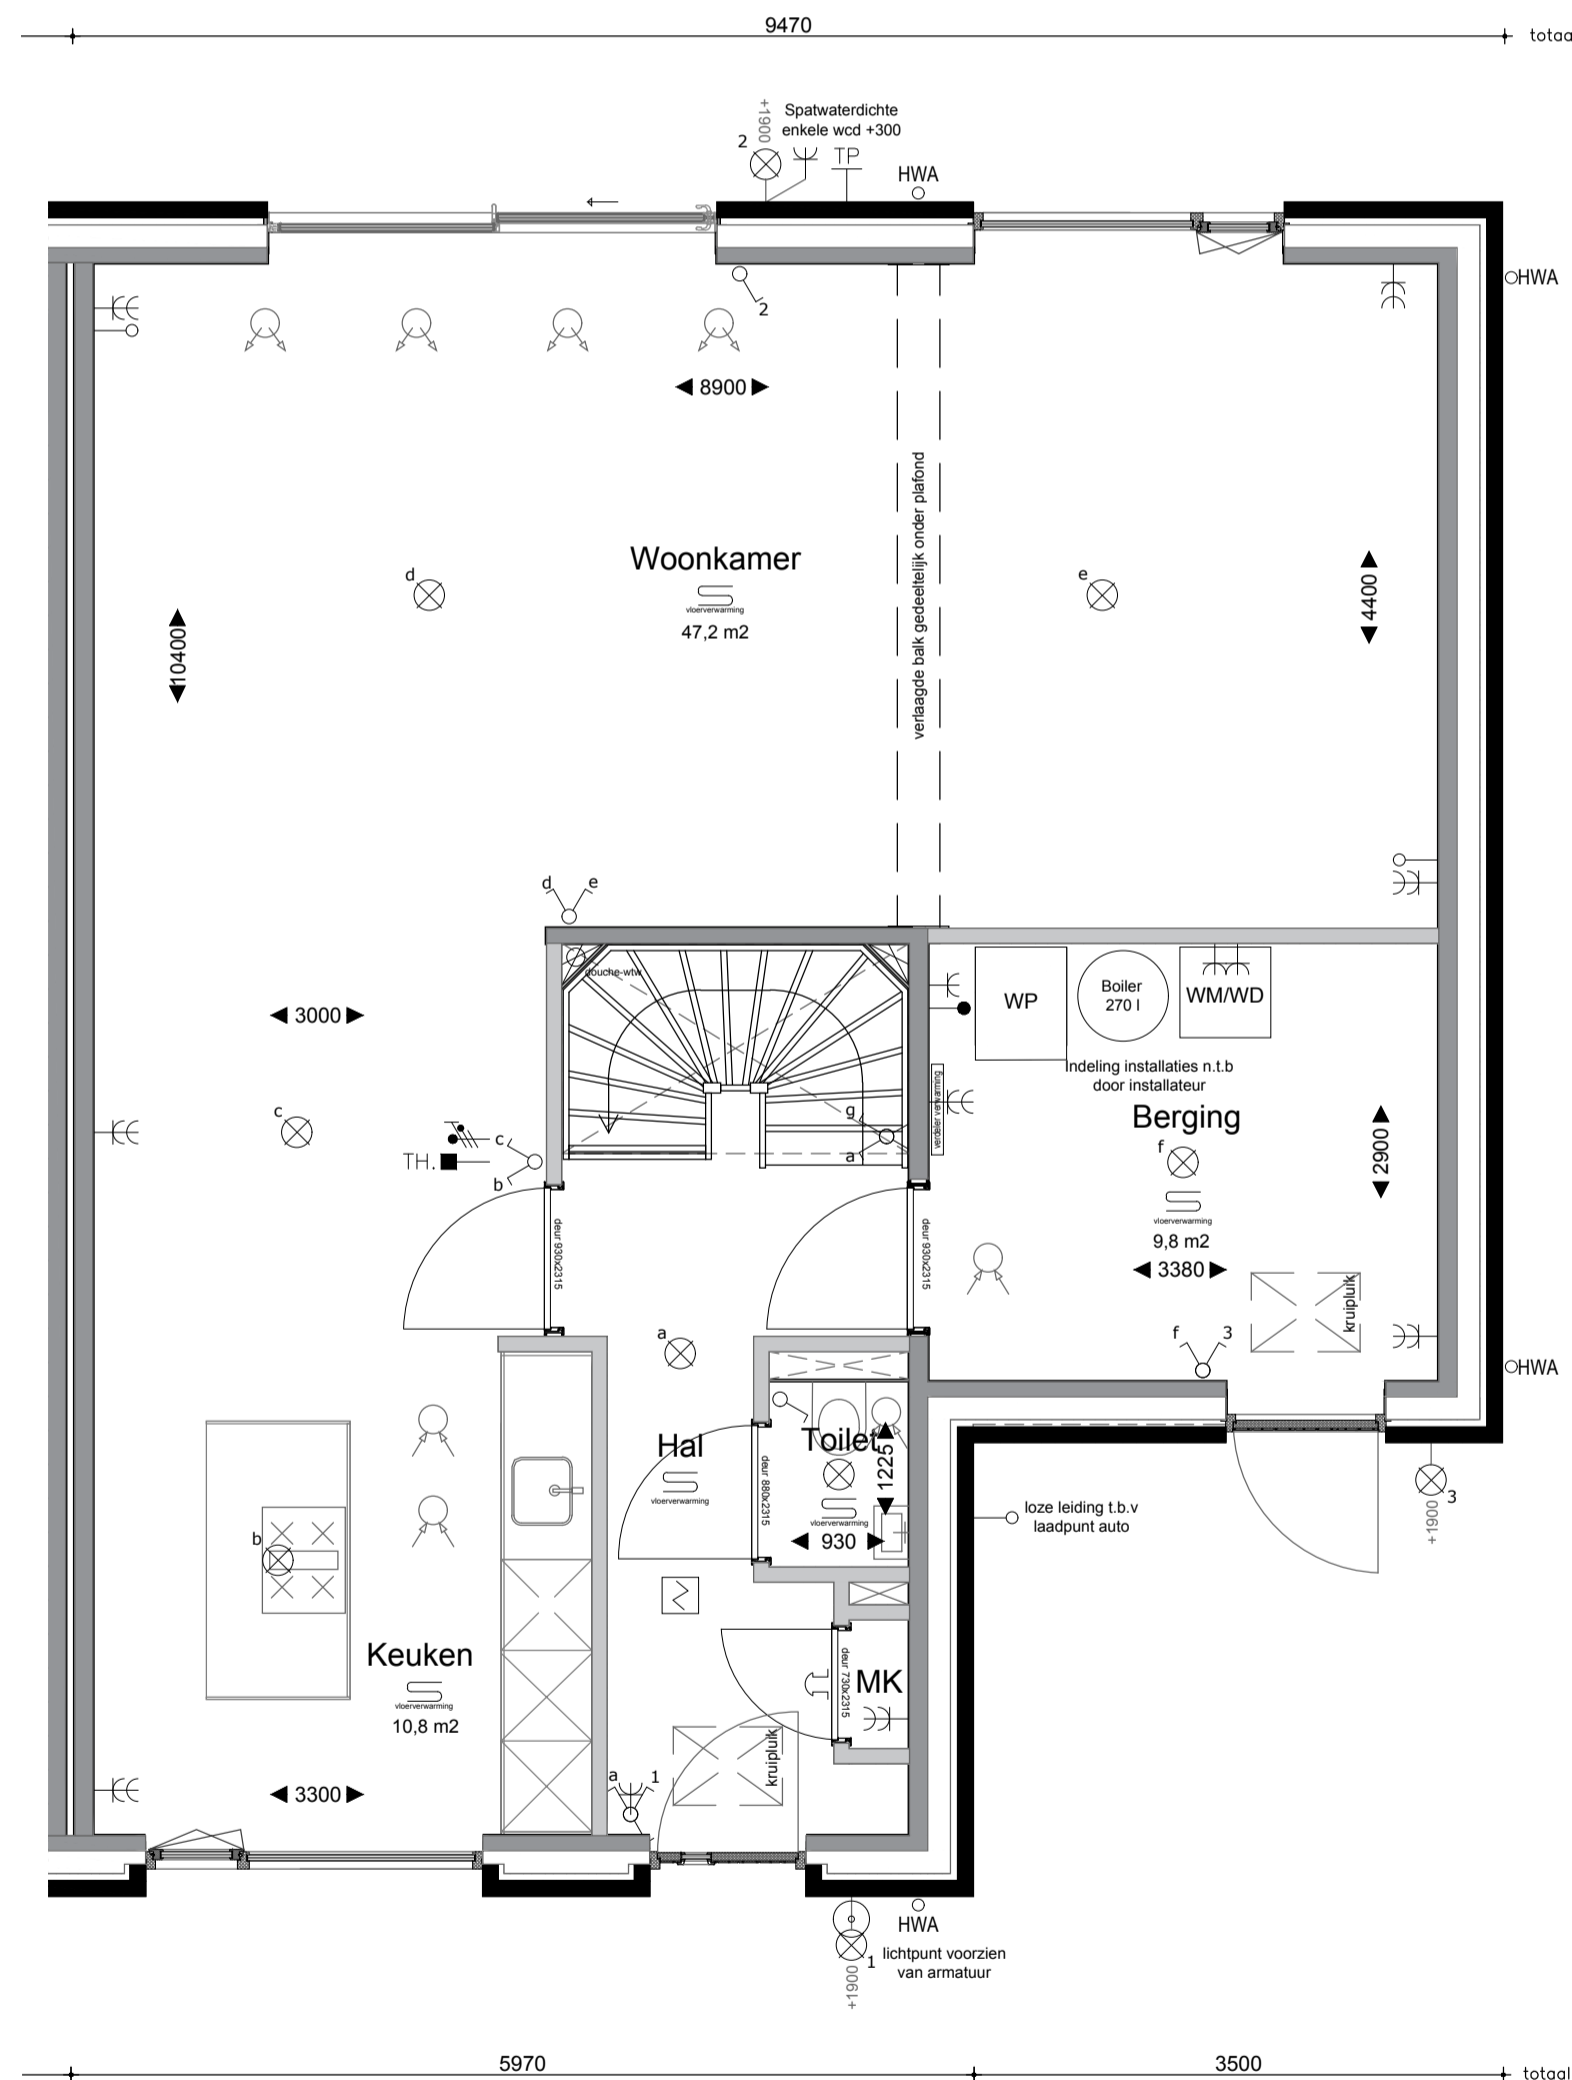 9470
totaa
+1900
Spatwaterdichte
enkele wcd +300
2
TP
HWA
HWA
2
8900
d
Woonkamer
vloerverwarming
47,2 m2
e
verlaagde balk gedeeltelijk onder plafond
4400
10400
d
e
douche-wtw
WP
Boiler
270 l
WM/WD
3000
Indeling installaties n.t.b
door installateur
verdeler verwarming
Berging
c
g
a
f
2900
c
TH.
b
vloerverwarming
9,8 m2
3380
deur 930x2315
deur 930x2315
kruipluik
a
f
3
HWA
Hal
vloerverwarming
Toilet
1225
deur 880x2315
vloerverwarming
930
3
+1900
loze leiding t.b.v
laadpunt auto
b
Keuken
vloerverwarming
10,8 m2
deur 730x2315
MK
kruipluik
a
1
3300
HWA
1
lichtpunt voorzien
van armatuur
+1900
5970
3500
totaal